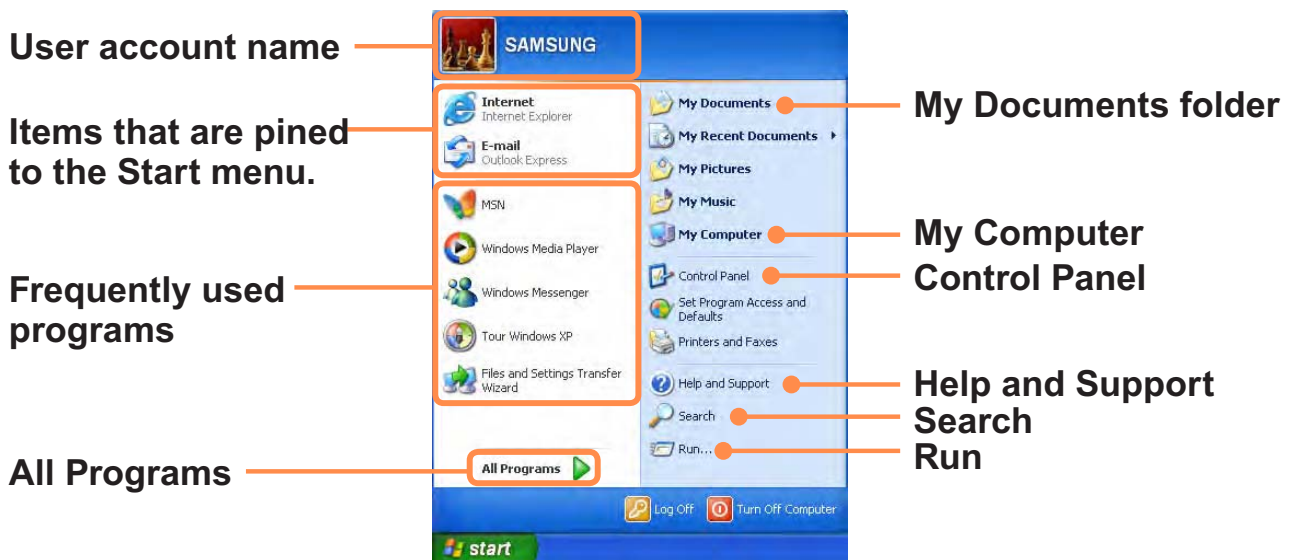 User account name
Items that are pined
to the Start menu.
Frequently used
programs
All Programs
SAMSUNG
Internet
Internet Explorer
E-mail
Outlook Express
MSN
Windows Media Player
Windows Messenger
Tour Windows XP
Files and Settings Transfer
Wizard
All Programs
My Documents
My Recent Documents
My Pictures
My Music
My Computer
Control Panel
Set Program Access and
Defaults
Printers and Faxes
Help and Support
Search
Run...
Log Off
Turn Off Computer
start
My Documents folder
My Computer
Control Panel
Help and Support
Search
Run